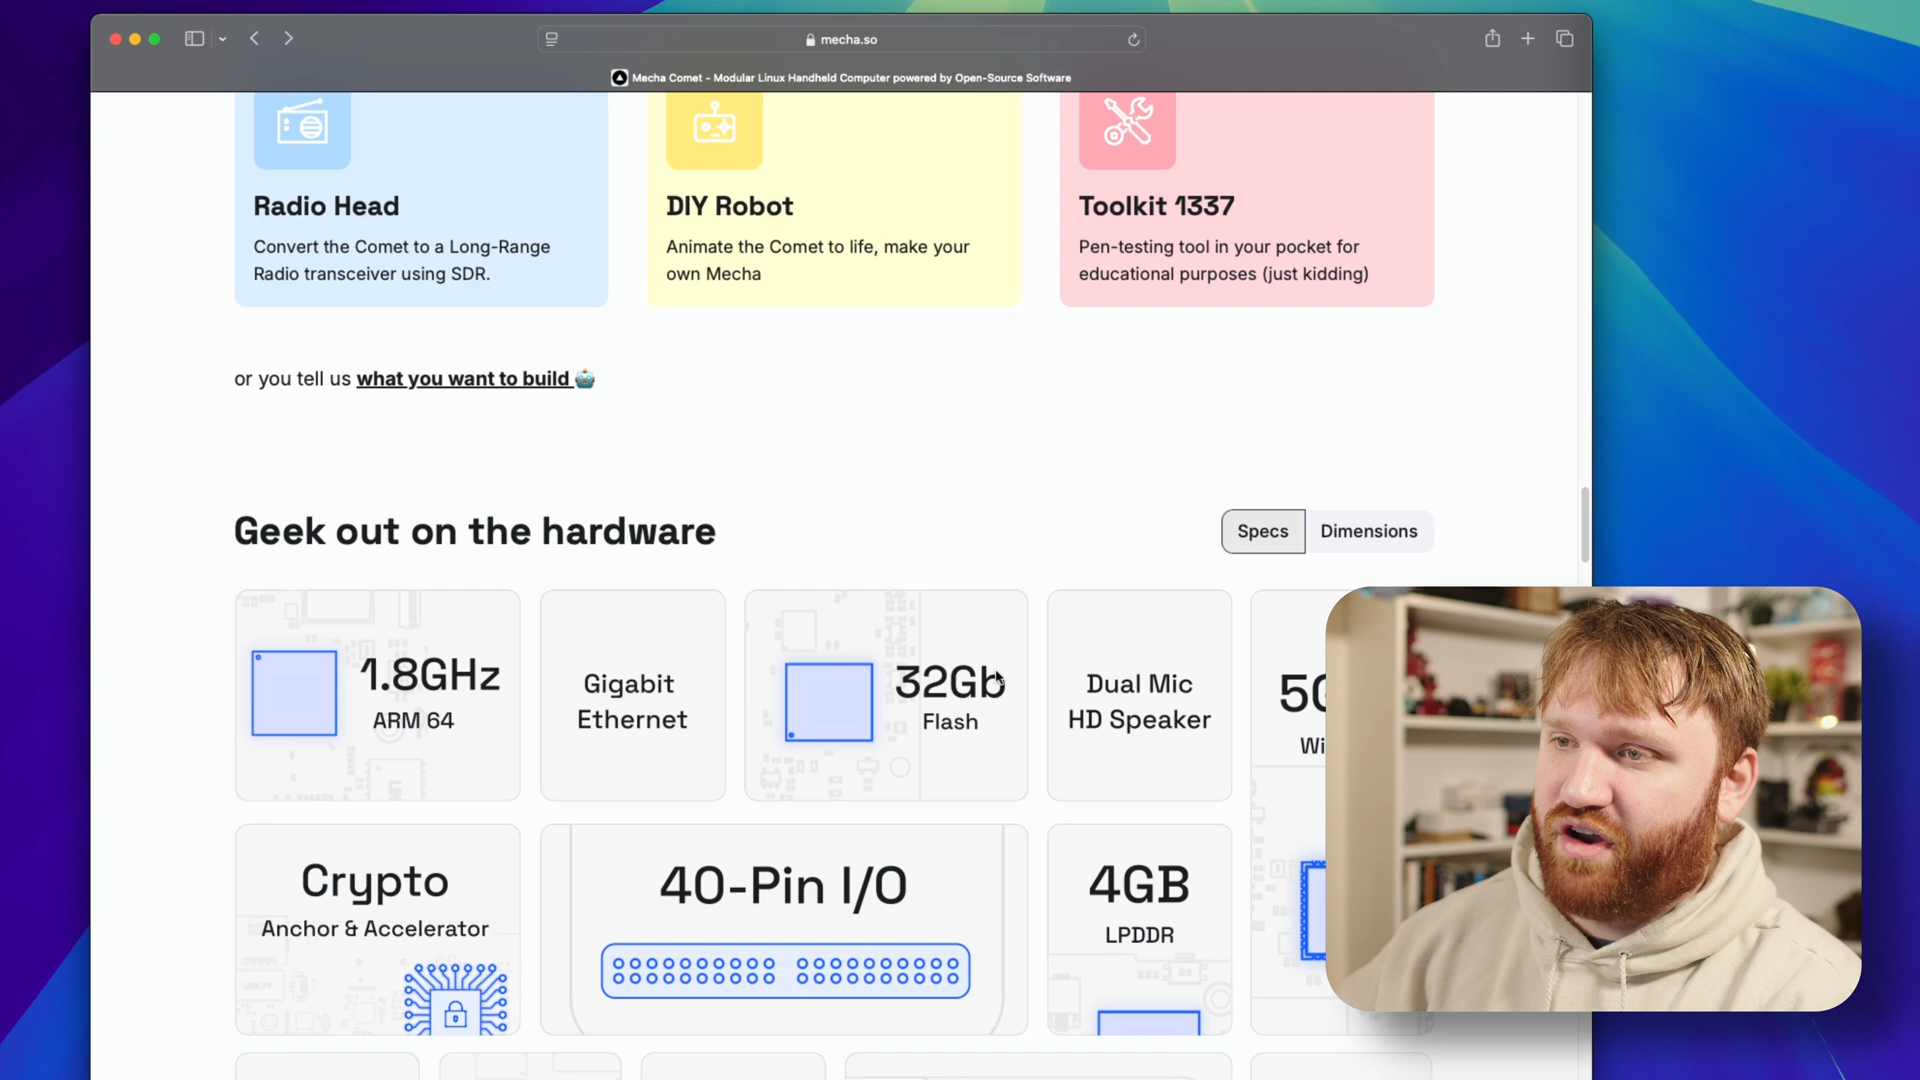 mecha.so
Mecha Comet - Modular Linux Handheld Computer powered by Open-Source Software
Radio Head
Convert the Comet to a Long-Range
Radio transceiver using SDR.
DIY Robot
Animate the Comet to life, make your
own Mecha
Toolkit 1337
Pen-testing tool in your pocket for
educational purposes (just kidding)
or you tell us what you want to build
Geek out on the hardware
Specs
Dimensions
1.8GHz
ARM 64
Gigabit
Ethernet
32Gb
Flash
Dual Mic
HD Speaker
Crypto
Anchor & Accelerator
40-Pin I/O
4GB
LPDDR